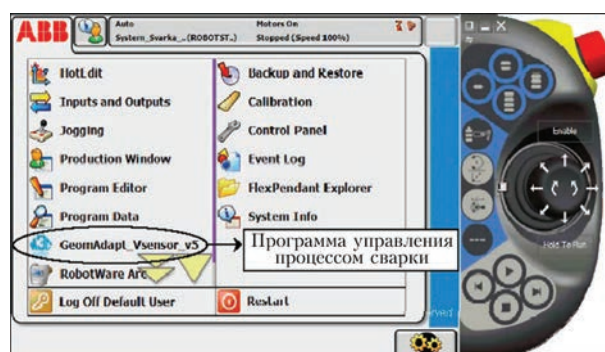 ABB
Auto
System_Svarka_..(ROBOTST..)
Motors On
Stopped (Speed 100%)
HotEdit
Backup and Restore
Inputs and Outputs
Calibration
Jogging
Control Panel
Production Window
Event Log
Program Editor
FlexPendant Explorer
Program Data
System Info
GeomAdapt_Vsensor_v5
Программа управления
процессом сварки
RobotWare Arc
Log Off Default User
Restart
Enable
Hold To Run